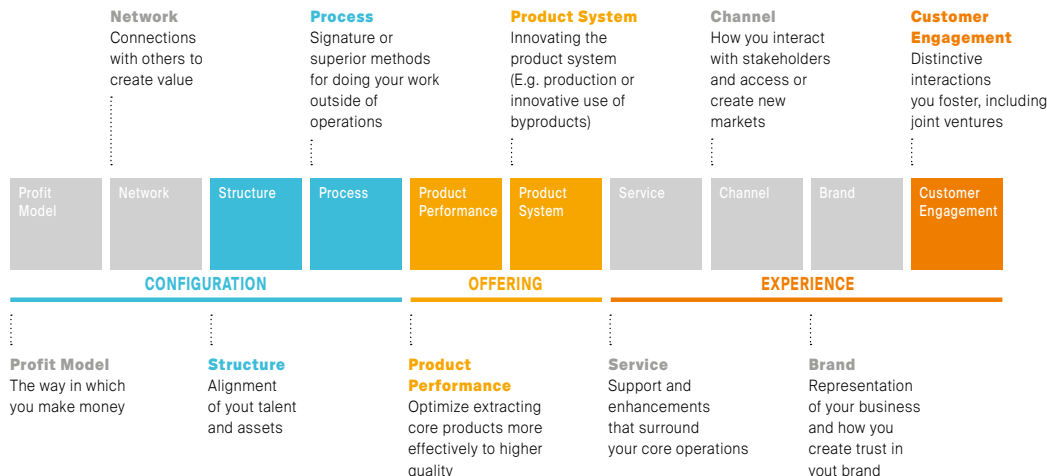 Network
Connections
with others to
create value
Process
Signature or
superior methods
for doing your work
outside of
operations
Product System
Innovating the
product system
(E.g. production or
innovative use of
byproducts)
Channel
How you interact
with stakeholders
and access or
create new
markets
Customer
Engagement
Distinctive
interactions
you foster, including
joint ventures
Profit
Model
Network
Structure
Process
Product
Performance
Product
System
Service
Channel
Brand
Customer
Engagement
CONFIGURATION
OFFERING
EXPERIENCE
Profit Model
The way in which
you make money
Structure
Alignment
of yout talent
and assets
Product
Performance
Optimize extracting
core products more
effectively to higher
quality
Service
Support and
enhancements
that surround
your core operations
Brand
Representation
of your business
and how you
create trust in
yout brand